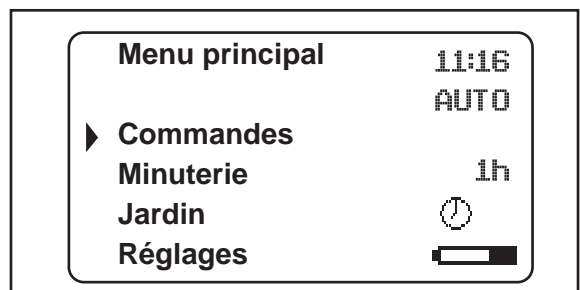 Menu principal 11:16
AUTO
Commandes
Minuterie 1h
Jardin
Réglages